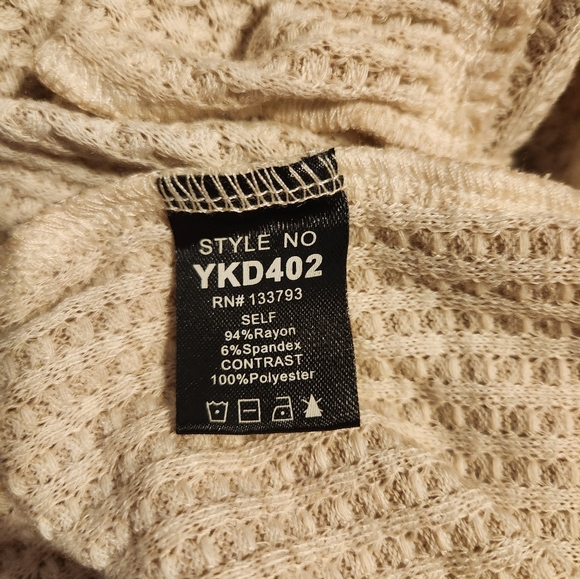 STYLE NO
YKD402
RN# 133793
SELF
94%Rayon
6%Spandex
CONTRAST
100%Polyester